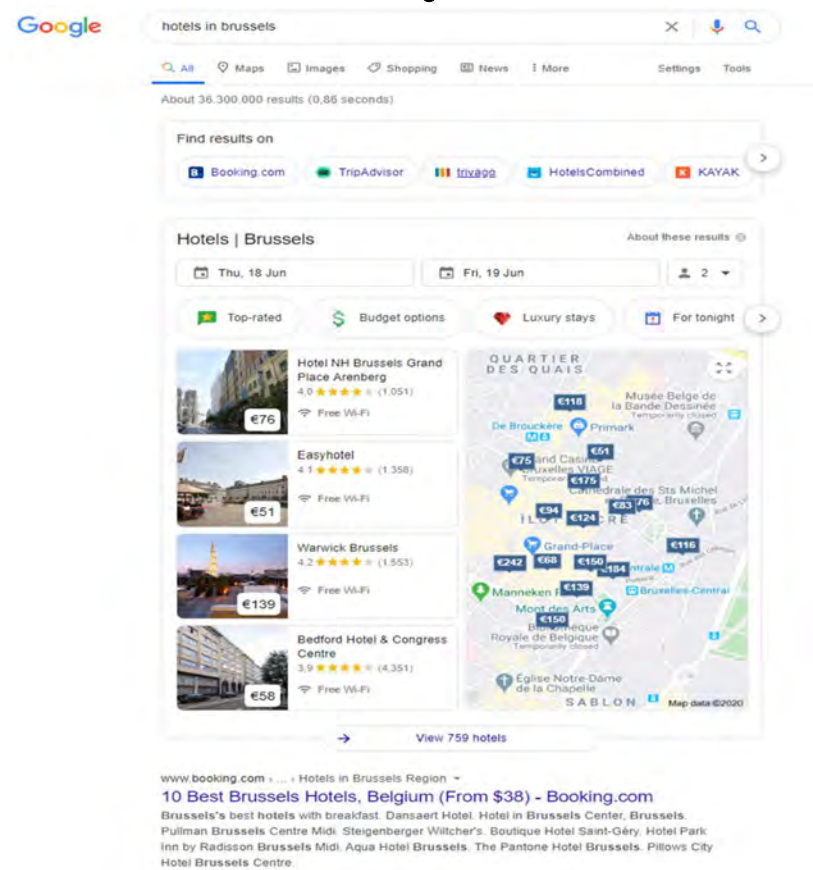 Google
hotels in brussels
All Maps Images Shopping News More Settings Tools
About 36.300.000 results (0,86 seconds)
Find results on
Booking.com TripAdvisor trivago HotelsCombined KAYAK
Hotels | Brussels About these results
Thu, 18 Jun Fri, 19 Jun 2
Top-rated Budget options Luxury stays For tonight
Hotel NH Brussels Grand
Place Arenberg
4,0 (1.051)
Free Wi-Fi
€76
Easyhotel
4.1 (1.358)
Free Wi-Fi
€51
Warwick Brussels
4,2 (1.553)
Free Wi-Fi
€139
Bedford Hotel & Congress
Centre
3,9 (4.351)
Free Wi-Fi
€58
QUARTIER
DES QUAIS
€118
Musée Belge de
la Bande Dessinée
Temporarily closed
De Brouckère
Primark
€51
€75
Bruxelles VIAGE
€175
Cathédrale des Sts Michel
Bruxelles
€83
€94
€124
Grand-Place
€116
€242 €68 €150
€184
Bruxelles-Central
Manneken
€139
Mont des Arts
€150
Royale de Belgique
Temporarily closed
Église Notre-Dame
de la Chapelle
SABLON
Map data ©2020
View 759 hotels
www.booking.com › ... › Hotels in Brussels Region
10 Best Brussels Hotels, Belgium (From $38) - Booking.com
Brussels's best hotels with breakfast. Dansaert Hotel. Hotel in Brussels Center, Brussels.
Pullman Brussels Centre Midi. Steigenberger Wiltcher's. Boutique Hotel Saint-Géry. Hotel Park
Inn by Radisson Brussels Midi. Aqua Hotel Brussels. The Pantone Hotel Brussels. Pillows City
Hotel Brussels Centre.